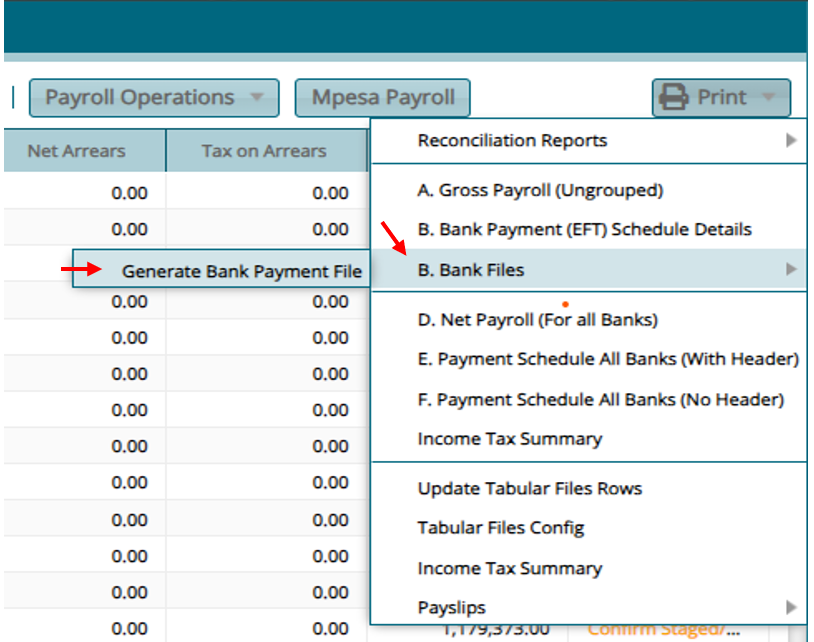 Payroll Operations Mpesa Payroll Print
Net Arrears Tax on Arrears
Reconciliation Reports
0.00 0.00 A. Gross Payroll (Ungrouped)
0.00 0.00 B. Bank Payment (EFT) Schedule Details
Generate Bank Payment File B. Bank Files
0.00 0.00
D. Net Payroll (For all Banks)
0.00 0.00
E. Payment Schedule All Banks (With Header)
0.00 0.00
F. Payment Schedule All Banks (No Header)
0.00 0.00
Income Tax Summary
0.00 0.00
0.00 0.00 Update Tabular Files Rows
0.00 0.00 Tabular Files Config
0.00 0.00
Income Tax Summary
0.00 0.00
Payslips
0.00 0.00 1,179,373.00 Confirm Staged/...